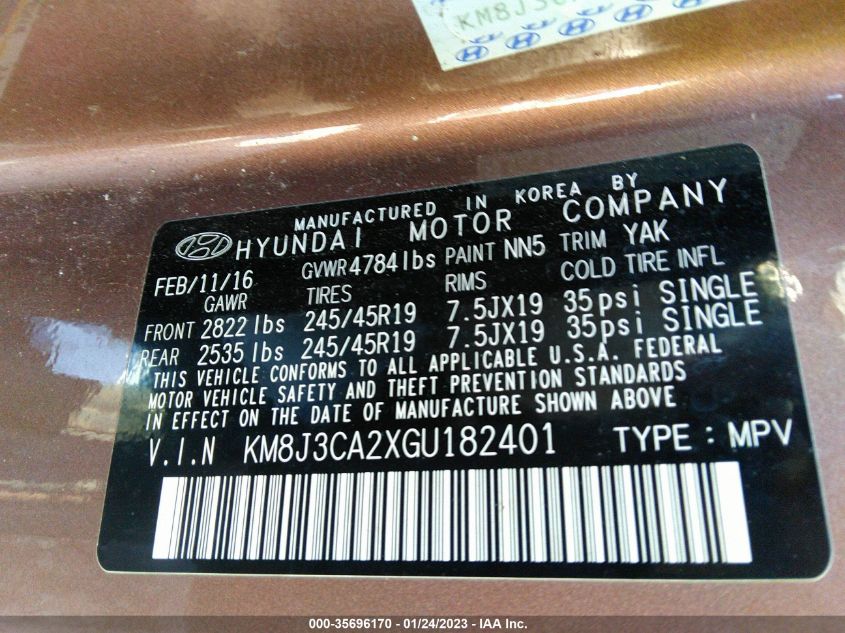 KM8J3C
MANUFACTURED IN KOREA BY
HYUNDAI MOTOR COMPANY
FEB/11/16 GVWR 4784 lbs PAINT NN5 TRIM YAK
GAWR TIRES RIMS COLD TIRE INFL
FRONT 2822 lbs 245/45R19 7.5JX19 35psi SINGLE
REAR 2535 lbs 245/45R19 7.5JX19 35psi SINGLE
THIS VEHICLE CONFORMS TO ALL APPLICABLE U.S.A. FEDERAL
MOTOR VEHICLE SAFETY AND THEFT PREVENTION STANDARDS
IN EFFECT ON THE DATE OF MANUFACTURE SHOWN ABOVE
V.I.N KM8J3CA2XGU182401 TYPE : MPV
000-35696170 - 01/24/2023 - IAA Inc.